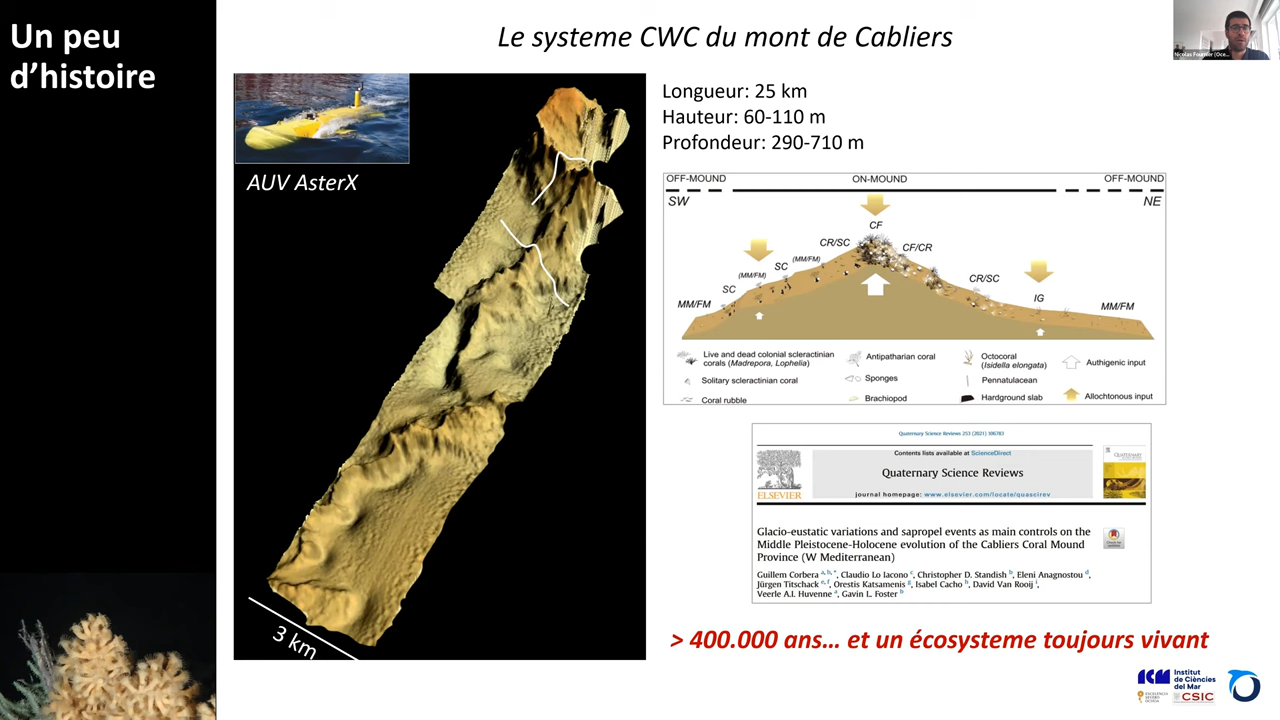 Un peu
d'histoire
Le systeme CWC du mont de Cabliers
AUV AsterX
3 km
Longueur: 25 km
Hauteur: 60-110 m
Profondeur: 290-710 m
OFF-MOUND
ON-MOUND
OFF-MOUND
SW
NE
CF
CR/SC
CF/CR
(MM/FM)
SC
(MM/FM)
SC
CR/SC
IG
MM/FM
MM/FM
Live and dead colonial scleractinian
corals (Madrepora, Lophelia)
Solitary scleractinian coral
Coral rubble
Antipatharian coral
Sponges
Brachiopod
Octocoral
(Isidella elongata)
Pennatulacean
Hardground slab
Authigenic input
Allochtonous input
Quaternary Science Reviews 253 (2021) 106783
Contents lists available at ScienceDirect
Quaternary Science Reviews
journal homepage: www.elsevier.com/locate/quascirev
ELSEVIER
Glacio-eustatic variations and sapropel events as main controls on the
Middle Pleistocene-Holocene evolution of the Cabliers Coral Mound
Province (W Mediterranean)
Guillem Corbera a, b, *, Claudio Lo Iacono c, Christopher D. Standish b, Eleni Anagnostou d,
Jürgen Titschack e, f, Orestis Katsamenis g, Isabel Cacho h, David Van Rooij i,
Veerle A.I. Huvenne a, Gavin L. Foster b
> 400.000 ans… et un écosysteme toujours vivant
ICM
Institut
de Ciències
del Mar
EXCELENCIA
SEVERO
OCHOA
CSIC
Nicolas Fournier (Oce...